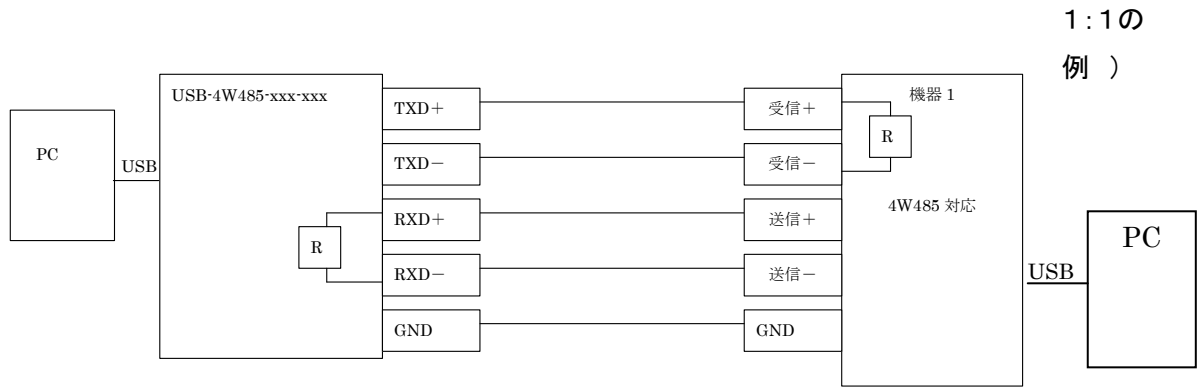 1:1の
例 )
USB-4W485-xxx-xxx
機器 1
TXD+ 受信+
R
PC
USB
TXD- 受信-
4W485 対応
RXD+ 送信+
R
PC
RXD- 送信-
USB
GND GND